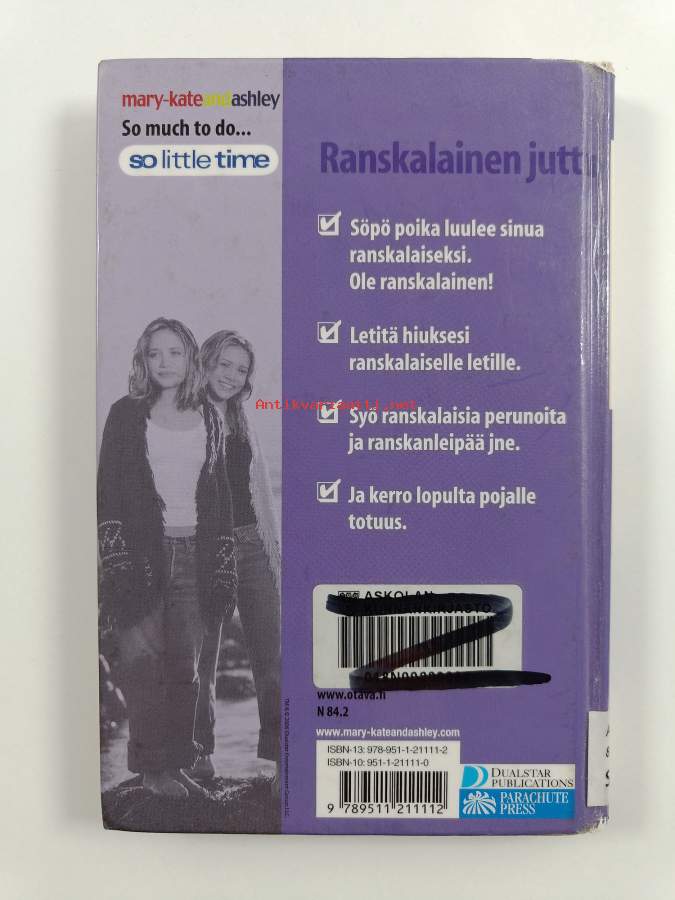 mary-kateandashley
So much to do...
so little time
Ranskalainen juttu
Söpö poika luulee sinua
ranskalaiseksi.
Ole ranskalainen!
Letitä hiuksesi
ranskalaiselle letille.
Antikvariaatti.net
Syö ranskalaisia perunoita
ja ranskanleipää jne.
Ja kerro lopulta pojalle
totuus.
ASKOLAN
KUNNANKIRJASTO
www.otava.fi
N 84.2
www.mary-kateandashley.com
ISBN-13: 978-951-1-21111-2
ISBN-10: 951-1-21111-0
9 789511 211112
DUALSTAR
PUBLICATIONS
PARACHUTE
PRESS